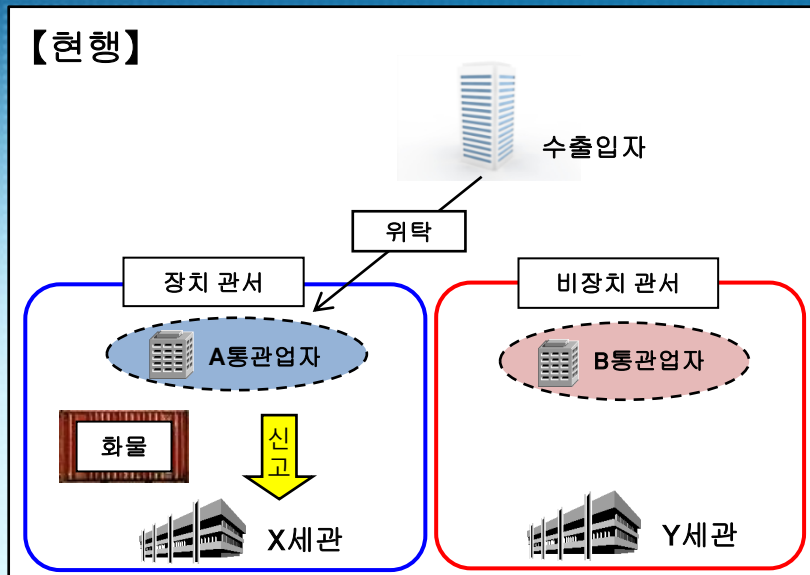 【현행】
수출입자
위탁
장치 관서
비장치 관서
A통관업자
B통관업자
화물
신고
X세관
Y세관